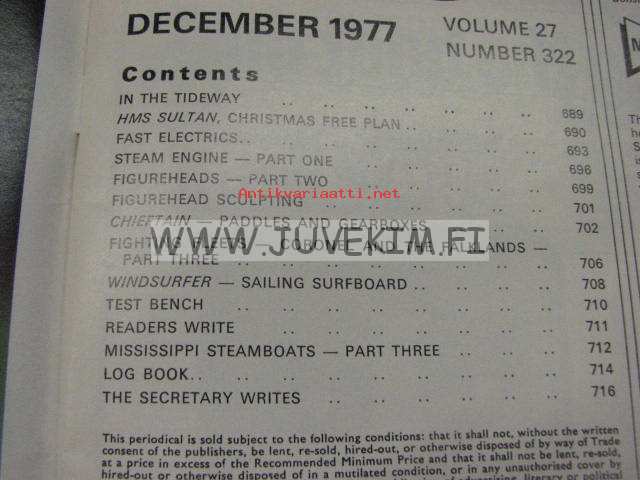 DECEMBER 1977
VOLUME 27
NUMBER 322
Contents
IN THE TIDEWAY .. .. .. .. .. .. .. 689
HMS SULTAN, CHRISTMAS FREE PLAN .. .. .. .. 690
FAST ELECTRICS.. .. .. .. .. .. .. .. 693
STEAM ENGINE — PART ONE .. .. .. .. .. 696
FIGUREHEADS — PART TWO .. .. .. .. .. 699
Antikvariaatti.net
FIGUREHEAD SCULPTING .. .. .. .. .. .. 701
CHIEFTAIN — PADDLES AND GEARBOXES .. .. .. 702
WWW.JUVEKIM.FI
FIGHTING FLEETS — CORONEL AND THE FALKLANDS —
PART THREE .. .. .. .. .. .. .. 706
WINDSURFER — SAILING SURFBOARD .. .. .. .. 708
TEST BENCH .. .. .. .. .. .. .. 710
READERS WRITE .. .. .. .. .. .. .. 711
MISSISSIPPI STEAMBOATS — PART THREE .. .. .. 712
LOG BOOK.. .. .. .. .. .. .. .. 714
THE SECRETARY WRITES .. .. .. .. .. .. 716
This periodical is sold subject to the following conditions: that it shall not, without the written
consent of the publishers, be lent, re-sold, hired-out, or otherwise disposed of by way of Trade
at a price in excess of the Recommended Minimum Price and that it shall not be lent, re-sold,
hired-out or otherwise disposed of in a mutilated condition, or in any unauthorised cover by